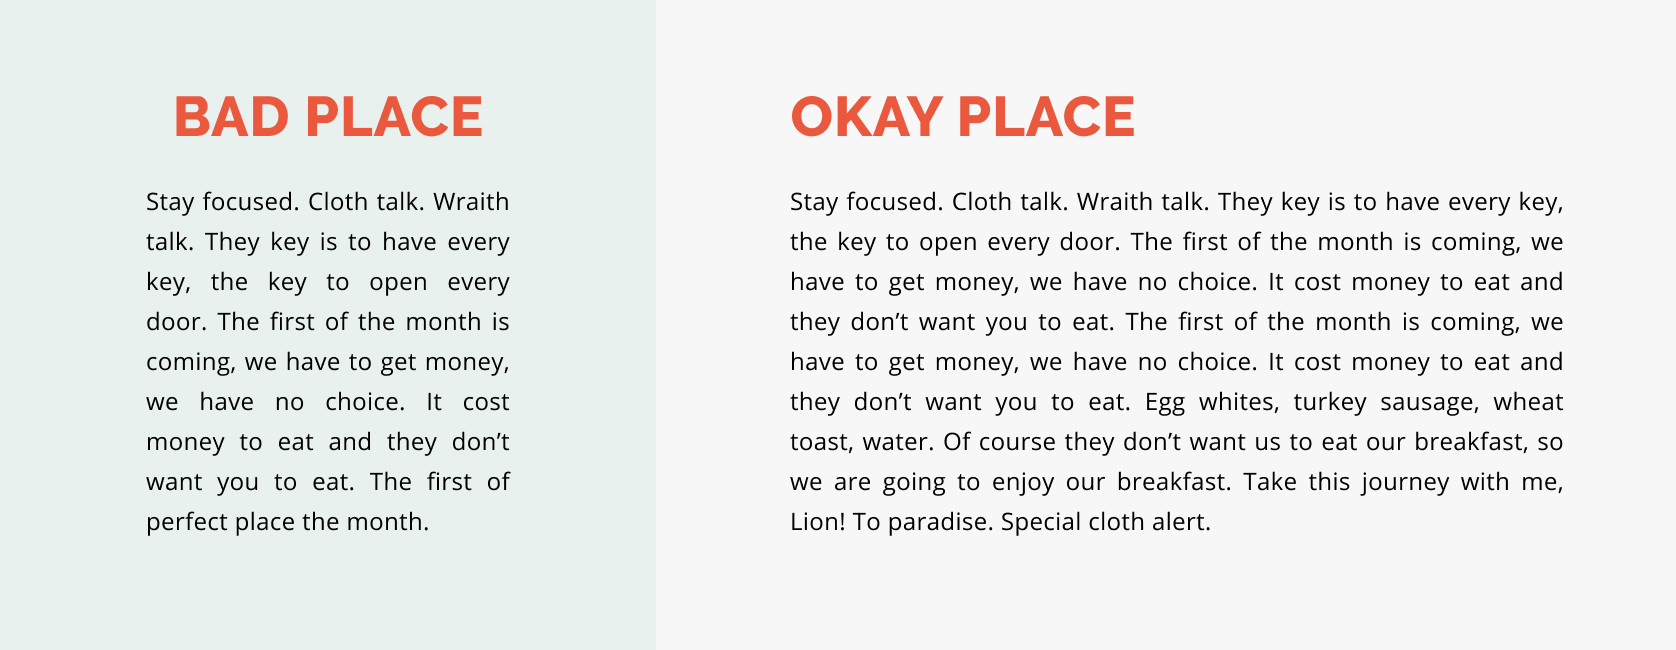 BAD PLACE
Stay focused. Cloth talk. Wraith
talk. They key is to have every
key, the key to open every
door. The first of the month is
coming, we have to get money,
we have no choice. It cost
money to eat and they don’t
want you to eat. The first of
perfect place the month.
OKAY PLACE
Stay focused. Cloth talk. Wraith talk. They key is to have every key,
the key to open every door. The first of the month is coming, we
have to get money, we have no choice. It cost money to eat and
they don’t want you to eat. The first of the month is coming, we
have to get money, we have no choice. It cost money to eat and
they don’t want you to eat. Egg whites, turkey sausage, wheat
toast, water. Of course they don’t want us to eat our breakfast, so
we are going to enjoy our breakfast. Take this journey with me,
Lion! To paradise. Special cloth alert.